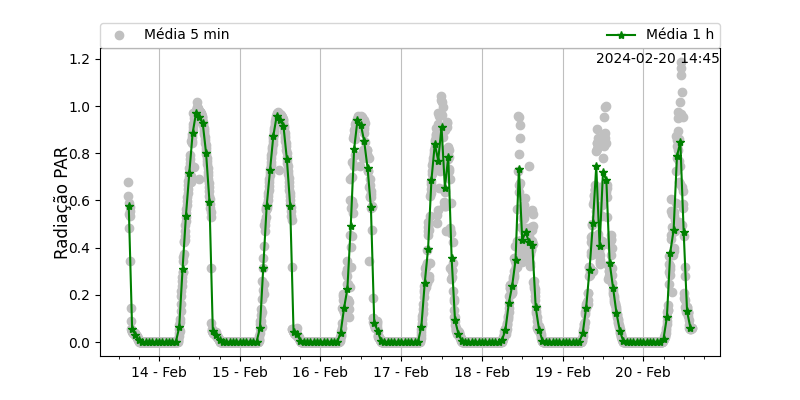 Média 5 min
Média 1 h
2024-02-20 14:45
Radiação PAR
1.2
1.0
0.8
0.6
0.4
0.2
0.0
14 - Feb
15 - Feb
16 - Feb
17 - Feb
18 - Feb
19 - Feb
20 - Feb